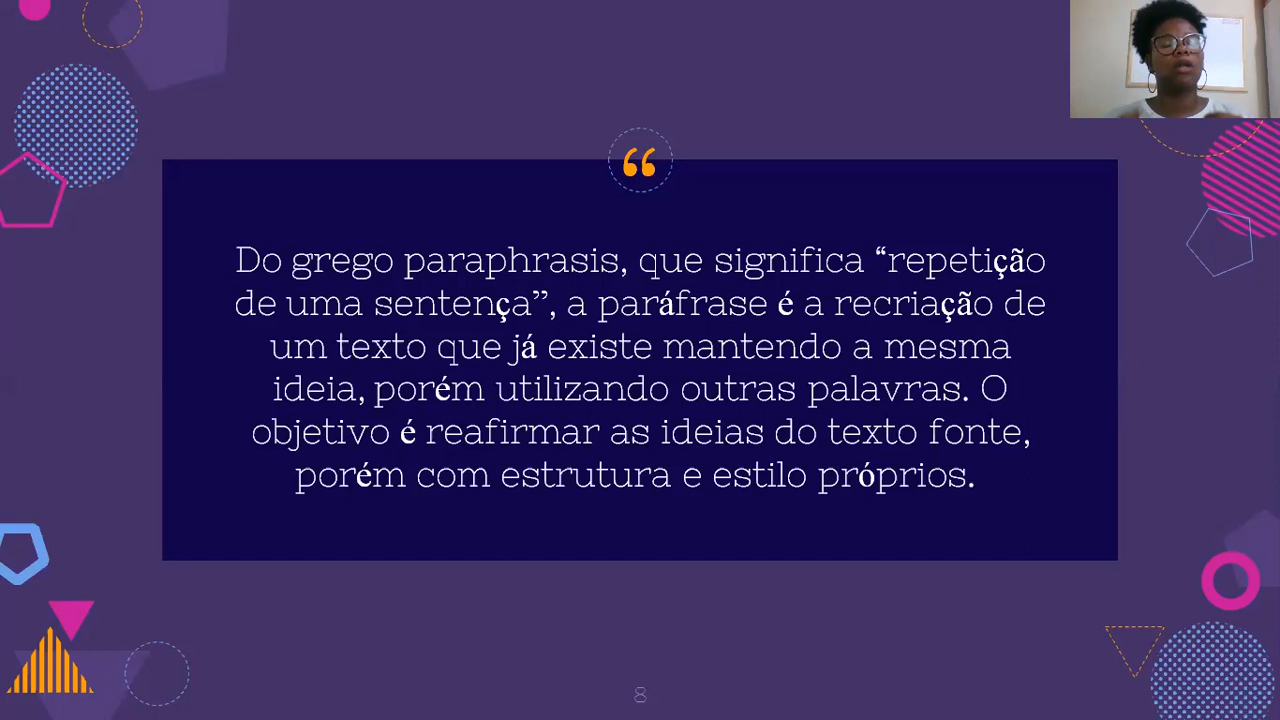 “
Do grego paraphrasis, que significa “repetição
de uma sentença”, a paráfrase é a recriação de
um texto que já existe mantendo a mesma
ideia, porém utilizando outras palavras. O
objetivo é reafirmar as ideias do texto fonte,
porém com estrutura e estilo próprios.
8